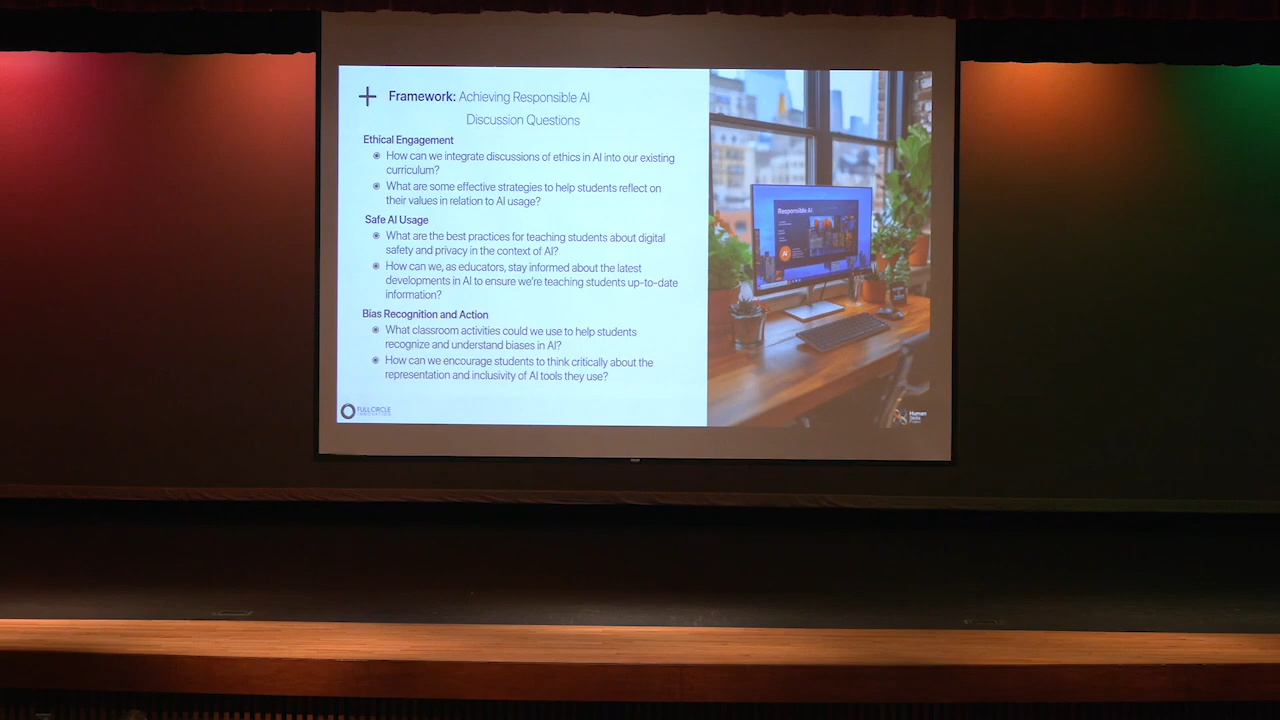 Framework: Achieving Responsible AI
Discussion Questions
Ethical Engagement
How can we integrate discussions of ethics in AI into our existing
curriculum?
What are some effective strategies to help students reflect on
their values in relation to AI usage?
Safe AI Usage
What are the best practices for teaching students about digital
safety and privacy in the context of AI?
How can we, as educators, stay informed about the latest
developments in AI to ensure we're teaching students up-to-date
information?
Bias Recognition and Action
What classroom activities could we use to help students
recognize and understand biases in AI?
How can we encourage students to think critically about the
representation and inclusivity of AI tools they use?
FULL CIRCLE
INNOVATION
Responsible AI
AI
Human
Skills
Project